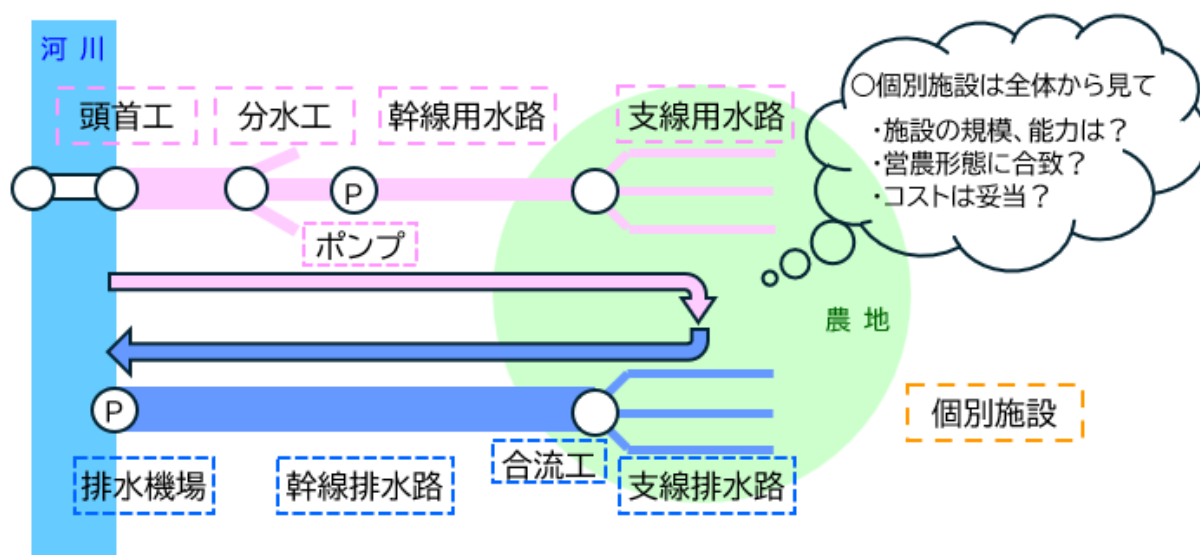 河川
頭首工
分水工
幹線用水路
支線用水路
○個別施設は全体から見て
・施設の規模、能力は？
・営農形態に合致？
・コストは妥当？
P
ポンプ
農地
P
個別施設
排水機場
幹線排水路
合流工
支線排水路